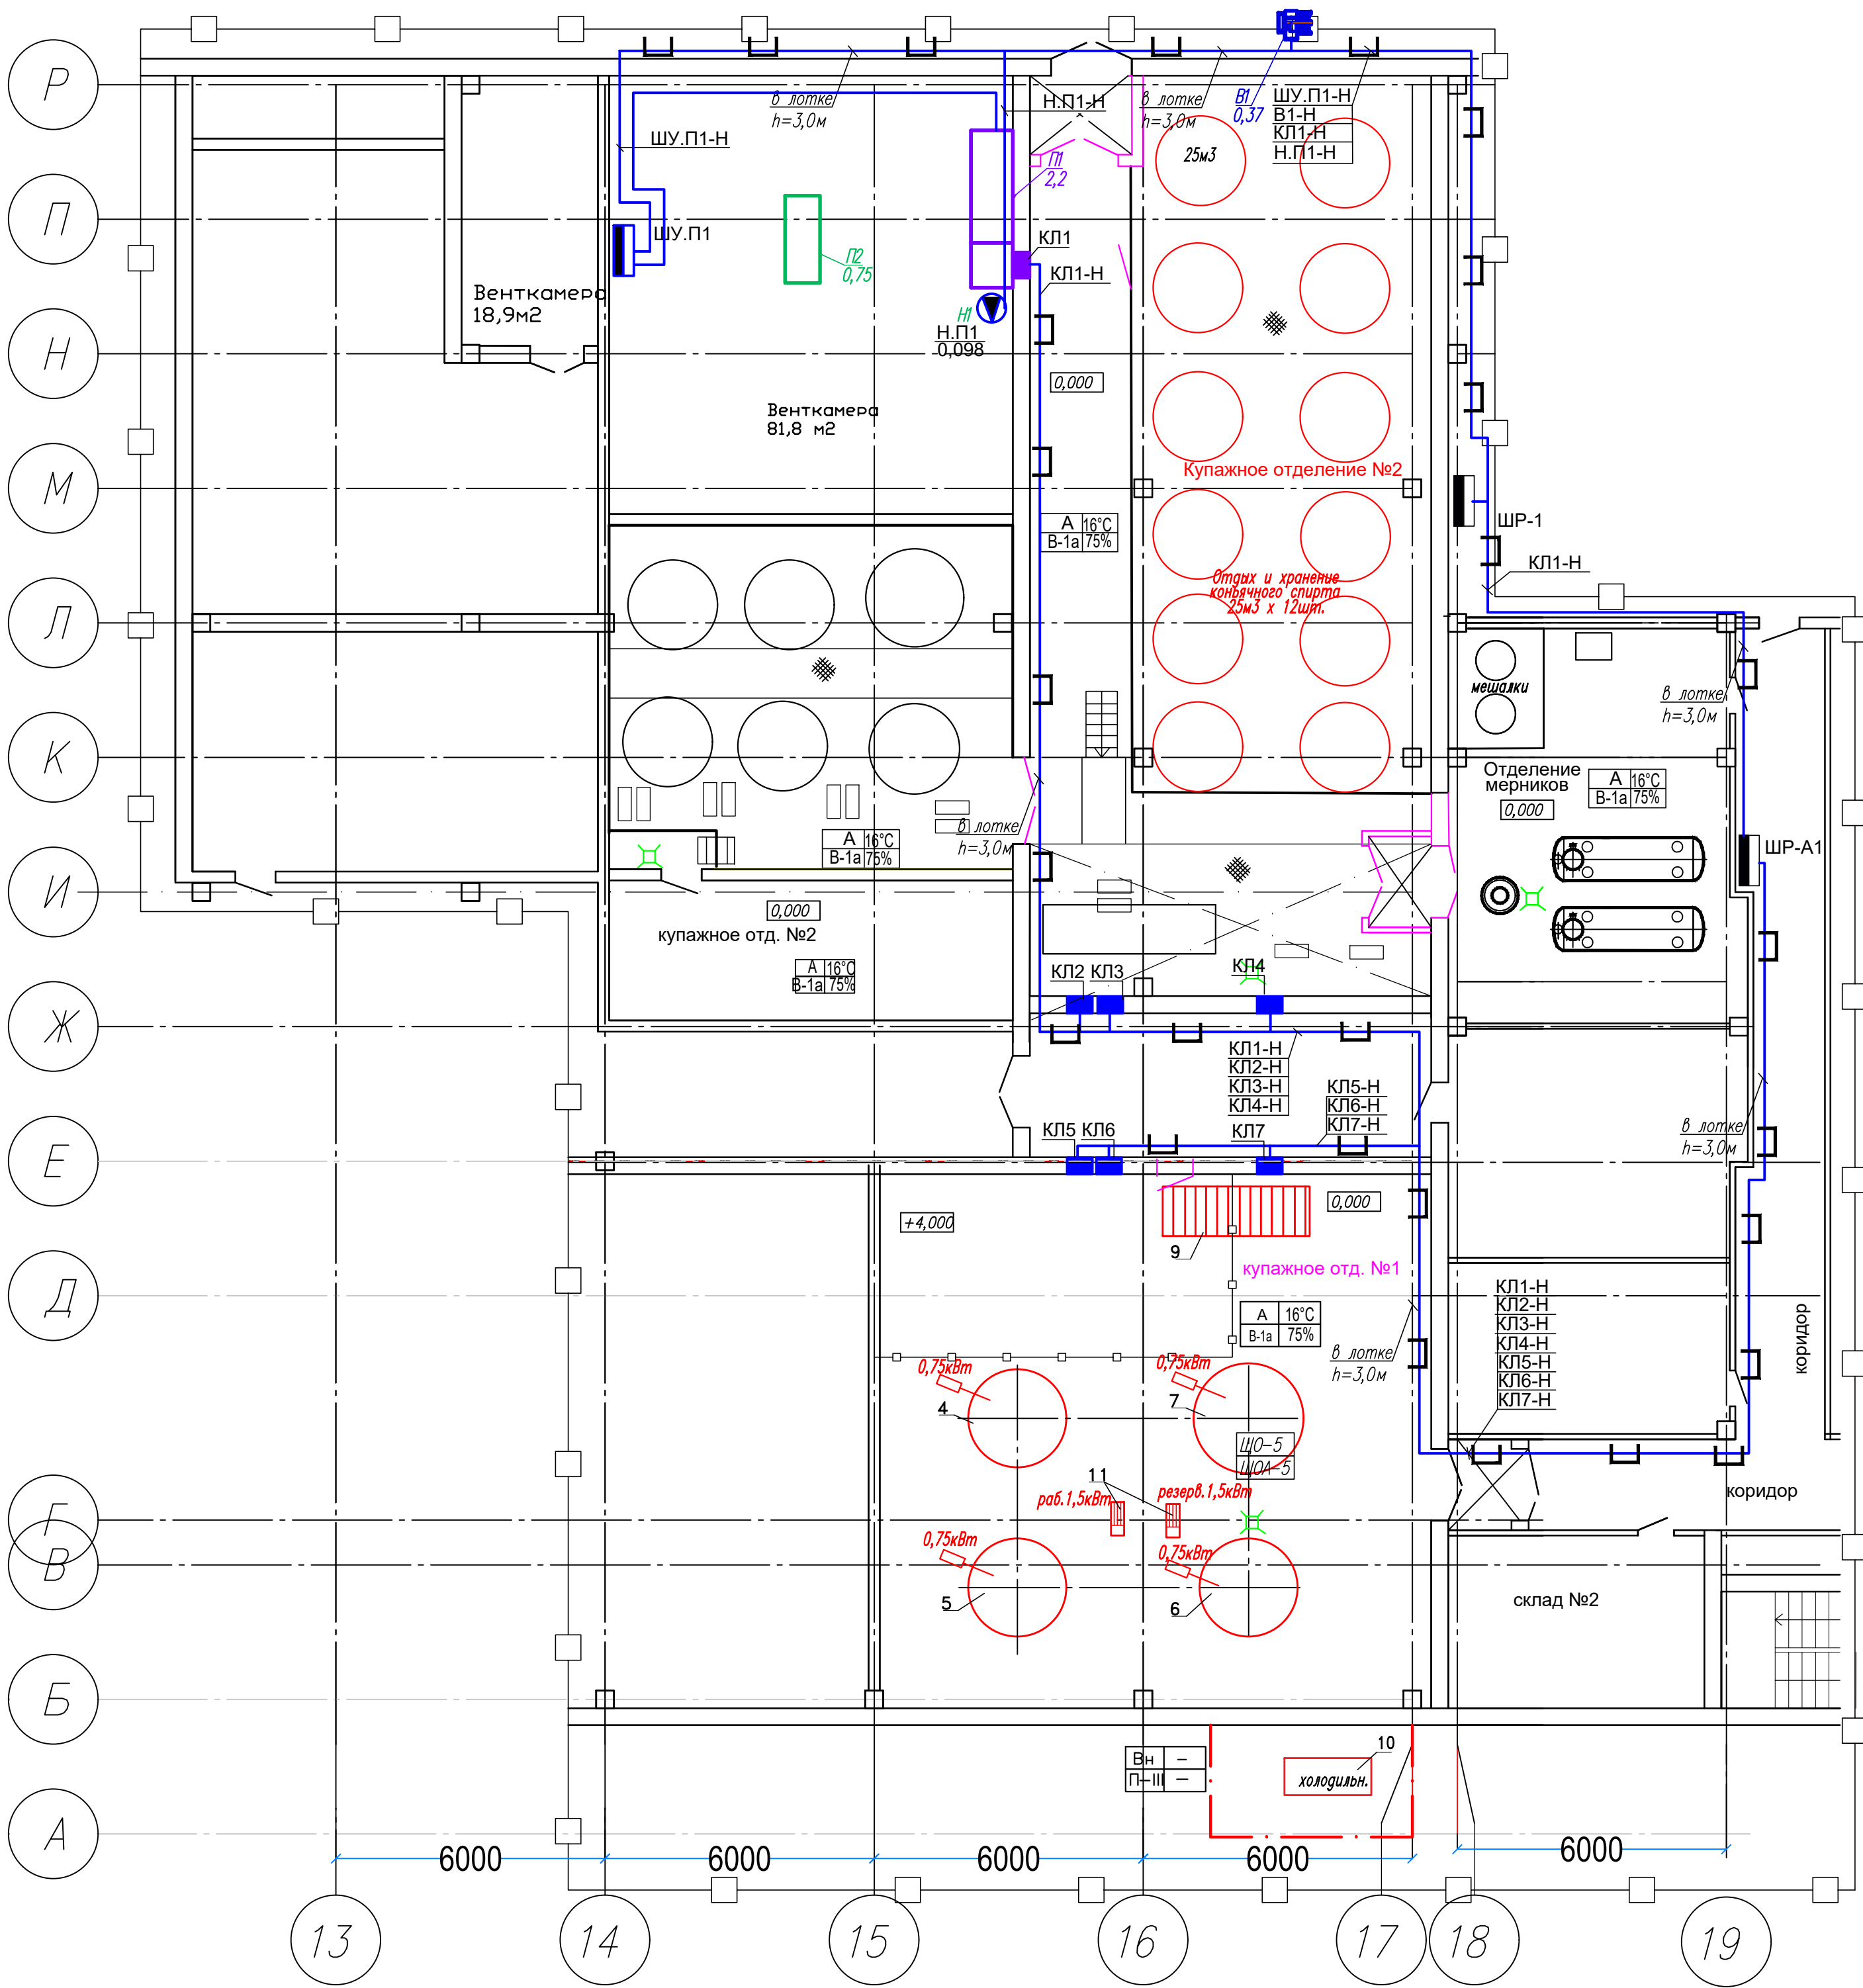 Р
П
Н
М
Л
К
И
Ж
Е
Д
Г
В
Б
А
в лотке
h=3,0м
Н.П1-Н
в лотке
h=3,0м
В1
0,37
ШУ.П1-Н
В1-Н
КЛ1-Н
Н.П1-Н
ШУ.П1-Н
П1
2,2
25м3
ШУ.П1
П2
0,75
КЛ1
КЛ1-Н
Венткамера
18,9м2
Н1
Н.П1
0,098
0,000
Венткамера
81,8 м2
Купажное отделение №2
А 16°С
В-1а 75%
ШР-1
КЛ1-Н
Отдых и хранение
коньячного спирта
25м3 х 12шт.
мешалки
в лотке
h=3,0м
Отделение
мерников
А 16°С
В-1а 75%
0,000
в лотке
h=3,0м
А 16°С
В-1а 75%
ШР-А1
0,000
купажное отд. №2
А 16°С
В-1а 75%
КЛ2 КЛ3
КЛ4
КЛ1-Н
КЛ2-Н
КЛ3-Н
КЛ4-Н
КЛ5-Н
КЛ6-Н
КЛ7-Н
КЛ5 КЛ6
КЛ7
в лотке
h=3,0м
+4,000
0,000
9
купажное отд. №1
А 16°С
В-1а 75%
в лотке
h=3,0м
КЛ1-Н
КЛ2-Н
КЛ3-Н
КЛ4-Н
КЛ5-Н
КЛ6-Н
КЛ7-Н
коридор
0,75кВт
0,75кВт
4
7
ЩО-5
ЩОА-5
11
раб.1,5кВт
резерв.1,5кВт
коридор
0,75кВт
0,75кВт
5
6
склад №2
Вн –
П-III –
10
холодильн.
6000
6000
6000
6000
6000
13
14
15
16
17
18
19